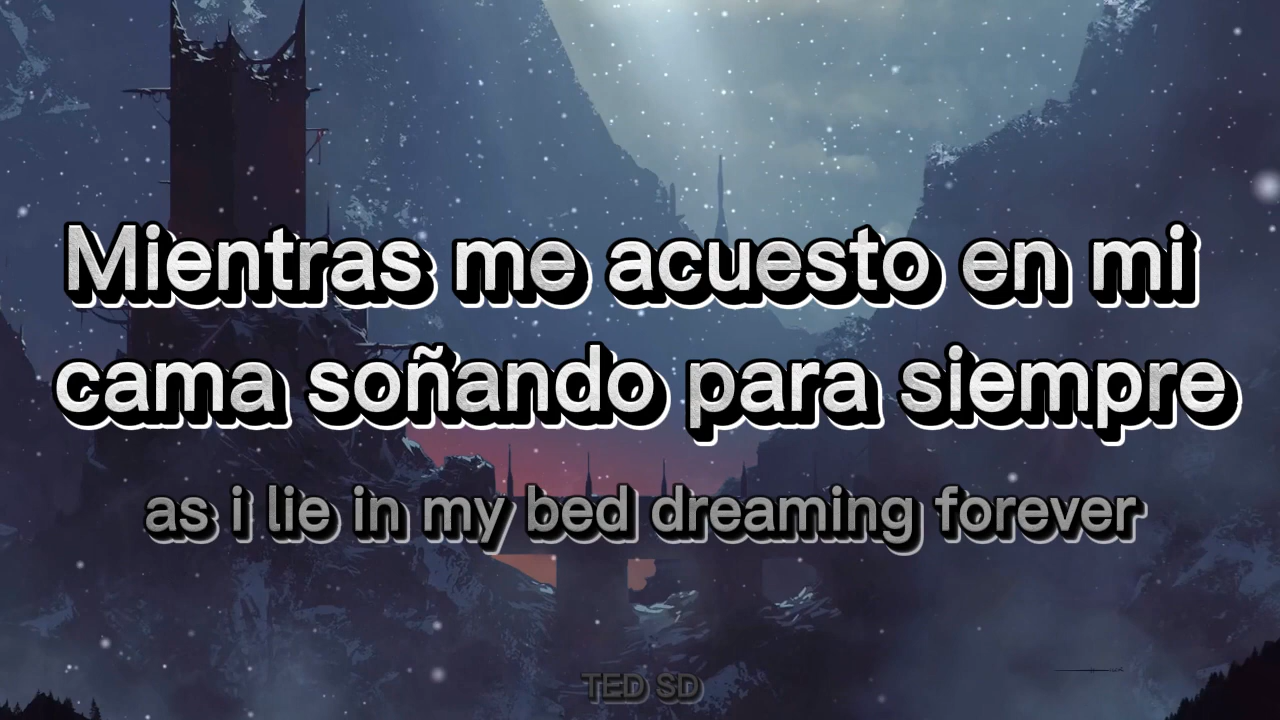 Mientras me acuesto en mi
cama soñando para siempre
as i lie in my bed dreaming forever
TED SD